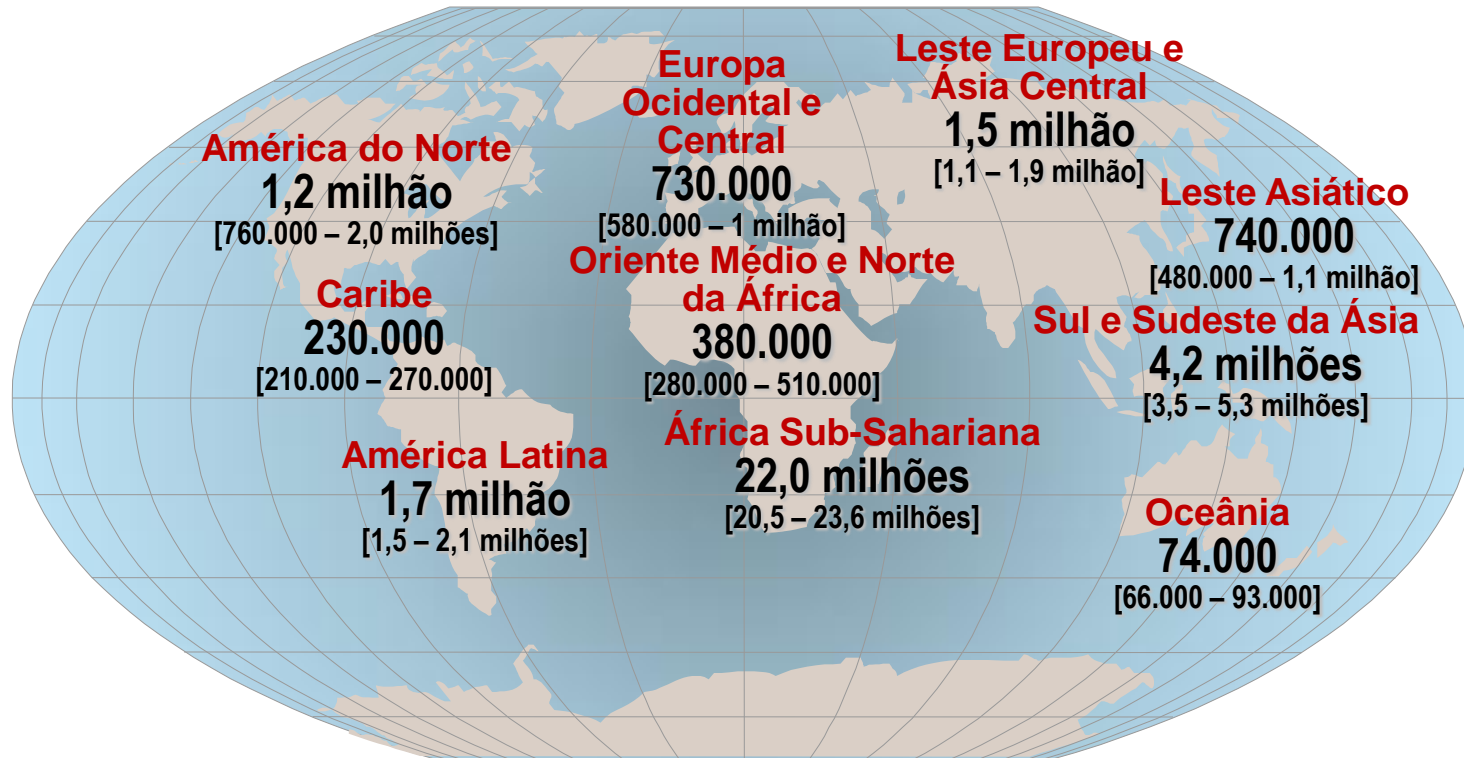 América do Norte
1,2 milhão
[760.000 – 2,0 milhões]
Caribe
230.000
[210.000 – 270.000]
América Latina
1,7 milhão
[1,5 – 2,1 milhões]
Europa
Ocidental e
Central
730.000
[580.000 – 1 milhão]
Oriente Médio e Norte
da África
380.000
[280.000 – 510.000]
África Sub-Sahariana
22,0 milhões
[20,5 – 23,6 milhões]
Leste Europeu e
Ásia Central
1,5 milhão
[1,1 – 1,9 milhão]
Leste Asiático
740.000
[480.000 – 1,1 milhão]
Sul e Sudeste da Ásia
4,2 milhões
[3,5 – 5,3 milhões]
Oceânia
74.000
[66.000 – 93.000]